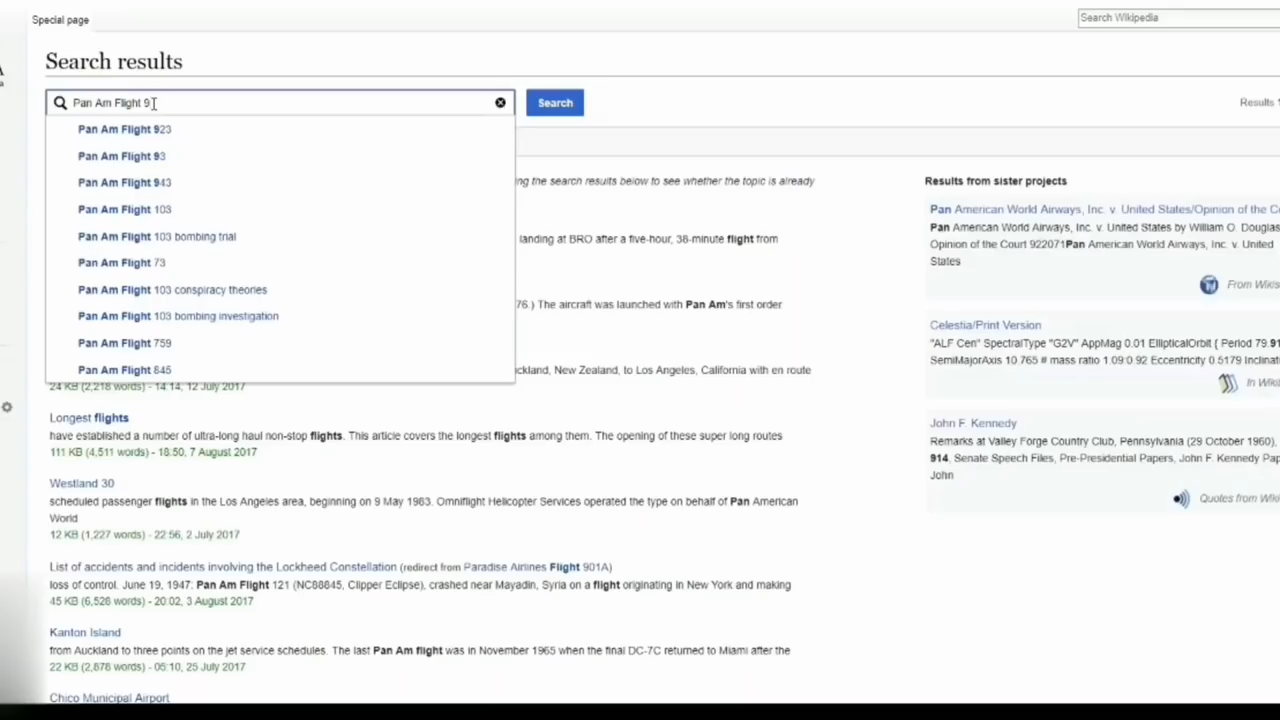 Special page
Search Wikipedia
Search results
Pan Am Flight 9
Search
Results 1
Pan Am Flight 923
Pan Am Flight 93
Pan Am Flight 943
Pan Am Flight 103
Pan Am Flight 103 bombing trial
Pan Am Flight 73
Pan Am Flight 103 conspiracy theories
Pan Am Flight 103 bombing investigation
Pan Am Flight 759
Pan Am Flight 845
ng the search results below to see whether the topic is already
landing at BRO after a five-hour, 38-minute flight from
76.) The aircraft was launched with Pan Am's first order
ckland, New Zealand, to Los Angeles, California with en route
24 KB (2,218 words) - 14:14, 12 July 2017
Longest flights
have established a number of ultra-long haul non-stop flights. This article covers the longest flights among them. The opening of these super long routes
111 KB (4,511 words) - 18:50, 7 August 2017
Westland 30
scheduled passenger flights in the Los Angeles area, beginning on 9 May 1983. Omniflight Helicopter Services operated the type on behalf of Pan American
World
12 KB (1,227 words) - 22:56, 2 July 2017
List of accidents and incidents involving the Lockheed Constellation (redirect from Paradise Airlines Flight 901A)
loss of control. June 19, 1947: Pan Am Flight 121 (NC88845, Clipper Eclipse), crashed near Mayadin, Syria on a flight originating in New York and making
45 KB (6,526 words) - 20:02, 3 August 2017
Kanton Island
from Auckland to three points on the jet service schedules. The last Pan Am flight was in November 1965 when the final DC-7C returned to Miami after the
22 KB (2,878 words) - 05:10, 25 July 2017
Chico Municipal Airport
Results from sister projects
Pan American World Airways, Inc. v. United States/Opinion of the Co
Pan American World Airways, Inc. v. United States by William O. Douglas
Opinion of the Court 922071Pan American World Airways, Inc. v. United
States
From Wikis
Celestia/Print Version
"ALF Cen" SpectralType "G2V" AppMag 0.01 EllipticalOrbit { Period 79.91
SemiMajorAxis 10.765 # mass ratio 1.09:0.92 Eccentricity 0.5179 Inclinati
In Wiki
John F. Kennedy
Remarks at Valley Forge Country Club, Pennsylvania (29 October 1960),
914, Senate Speech Files, Pre-Presidential Papers, John F. Kennedy Pap
John
Quotes from Wiki